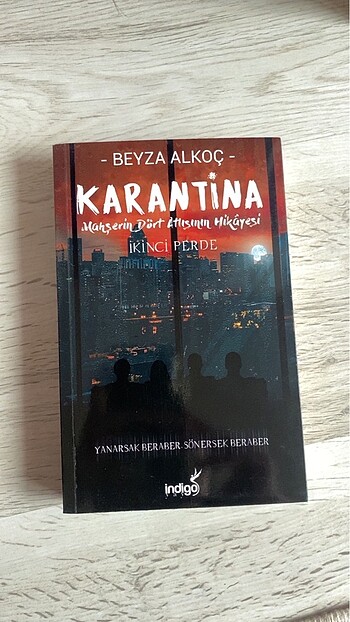 - BEYZA ALKOÇ -
KARANTİNA
Mahşerin Dört Atlısının Hikâyesi
İKİNCİ PERDE
YANARSAK BERABER, SÖNERSEK BERABER
indigo